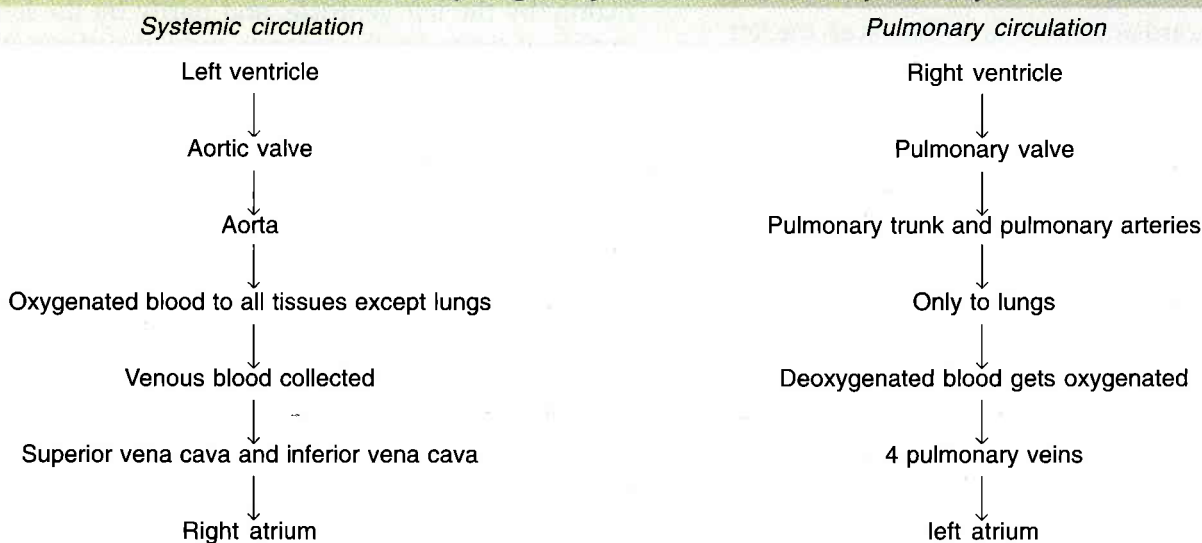 Systemic circulation
Left ventricle
Aortic valve
Aorta
Oxygenated blood to all tissues except lungs
Venous blood collected
Superior vena cava and inferior vena cava
Right atrium
Pulmonary circulation
Right ventricle
Pulmonary valve
Pulmonary trunk and pulmonary arteries
Only to lungs
Deoxygenated blood gets oxygenated
4 pulmonary veins
left atrium